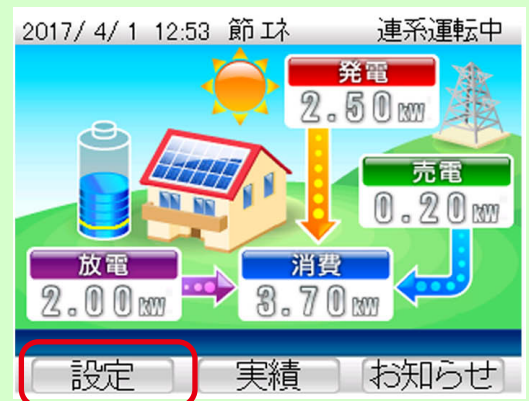 2017/ 4/ 1 12:53 節エネ 連系運転中
発電
2.50kW
売電
0.20kW
放電
2.00kW
消費
3.70kW
設定 実績 お知らせ